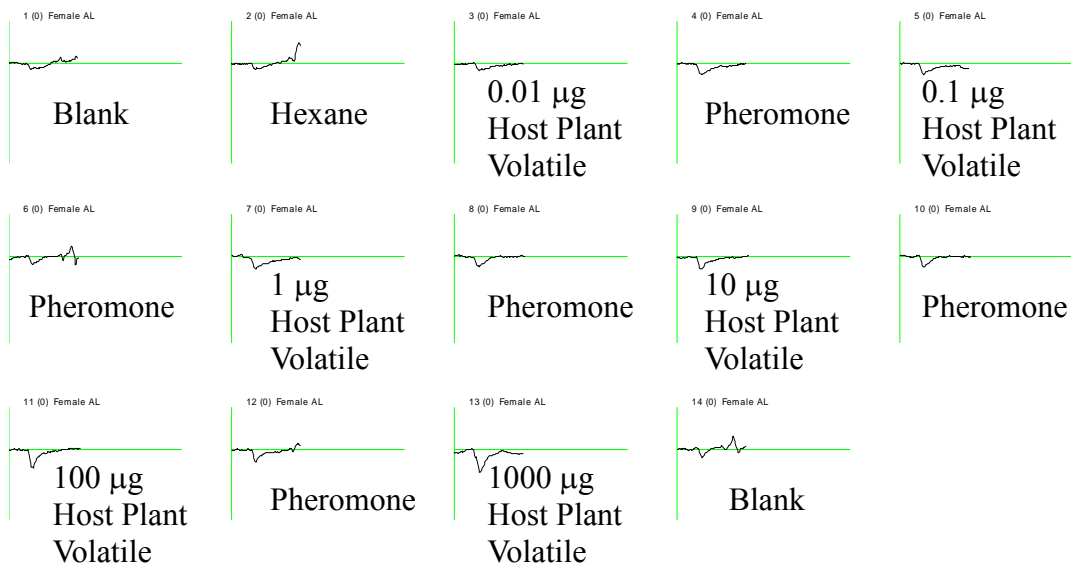 1 (0) Female AL
2 (0) Female AL
3 (0) Female AL
4 (0) Female AL
5 (0) Female AL
Blank
Hexane
0.01 µg
Host Plant
Volatile
Pheromone
0.1 µg
Host Plant
Volatile
6 (0) Female AL
7 (0) Female AL
8 (0) Female AL
9 (0) Female AL
10 (0) Female AL
Pheromone
1 µg
Host Plant
Volatile
Pheromone
10 µg
Host Plant
Volatile
Pheromone
11 (0) Female AL
12 (0) Female AL
13 (0) Female AL
14 (0) Female AL
100 µg
Host Plant
Volatile
Pheromone
1000 µg
Host Plant
Volatile
Blank